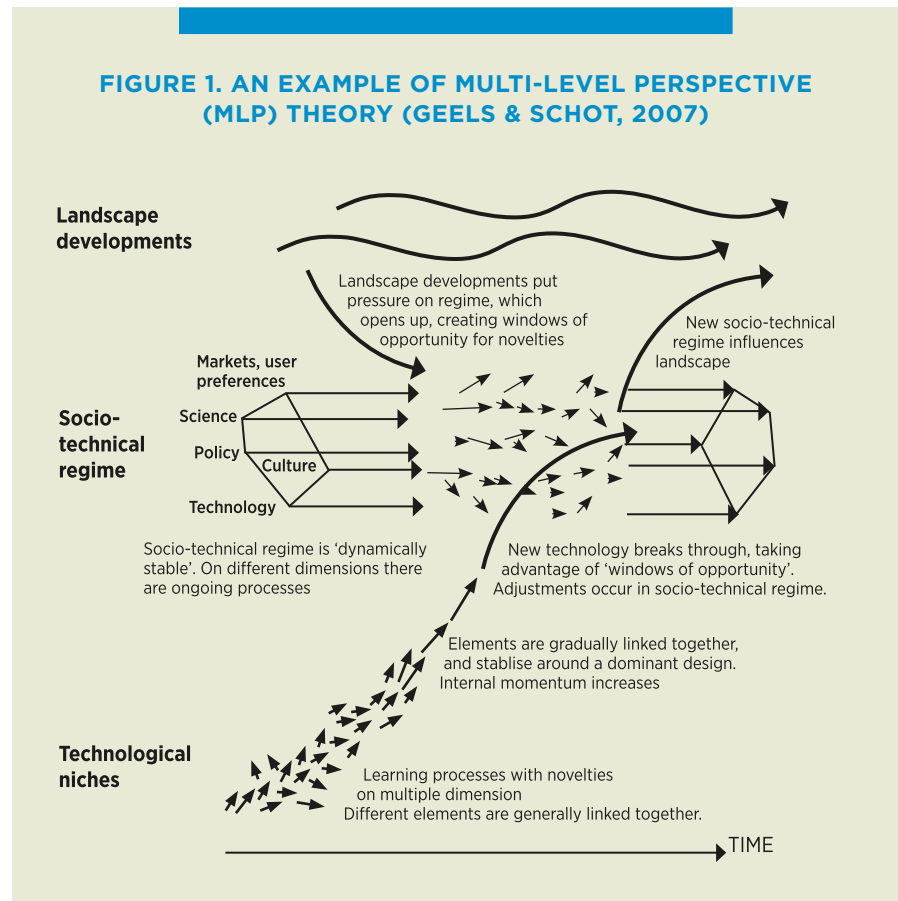 FIGURE 1. AN EXAMPLE OF MULTI-LEVEL PERSPECTIVE
(MLP) THEORY (GEELS & SCHOT, 2007)
Landscape
developments
Landscape developments put
pressure on regime, which
opens up, creating windows of
opportunity for novelties
New socio-technical
regime influences
landscape
Markets, user
preferences
Socio-
technical
regime
Science
Policy
Culture
Technology
Socio-technical regime is ‘dynamically
stable’. On different dimensions there
are ongoing processes
New technology breaks through, taking
advantage of ‘windows of opportunity’.
Adjustments occur in socio-technical regime.
Elements are gradually linked together,
and stablise around a dominant design.
Internal momentum increases
Technological
niches
Learning processes with novelties
on multiple dimension
Different elements are generally linked together.
TIME